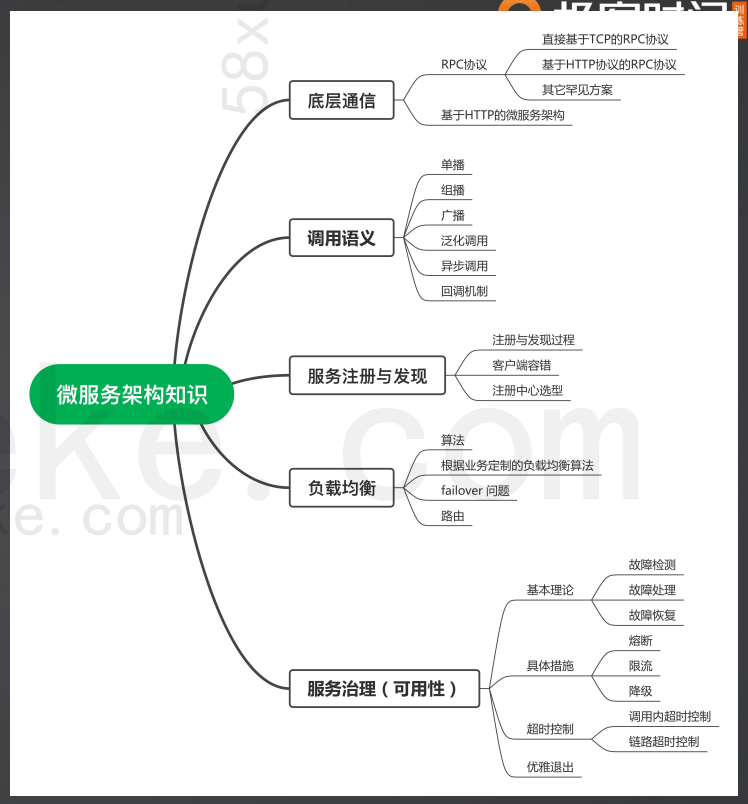 极客时间
训练营
58xu
直接基于TCP的RPC协议
RPC协议
基于HTTP协议的RPC协议
其它罕见方案
底层通信
基于HTTP的微服务架构
单播
组播
广播
调用语义
泛化调用
异步调用
回调机制
注册与发现过程
客户端容错
服务注册与发现
注册中心选型
微服务架构知识
算法
根据业务定制的负载均衡算法
负载均衡
failover 问题
路由
eke.com
ke.com
故障检测
基本理论
故障处理
故障恢复
熔断
具体措施
限流
降级
服务治理（可用性）
调用内超时控制
超时控制
链路超时控制
优雅退出